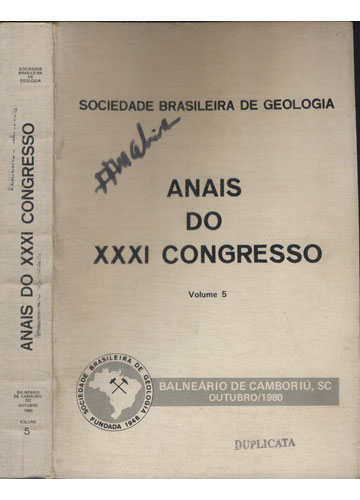 SOCIEDADE
BRASILEIRA
DE
GEOLOGIA
ANAIS DO XXXI CONGRESSO
BALNEÁRIO
DE CAMBORIÚ
SC
OUTUBRO
1980
VOLUME
5
SOCIEDADE BRASILEIRA DE GEOLOGIA
ANAIS
DO
XXXI CONGRESSO
Volume 5
SOCIEDADE BRASILEIRA DE GEOLOGIA
FUNDADA 1946
BALNEÁRIO DE CAMBORIÚ, SC
OUTUBRO/1980
DUPLICATA